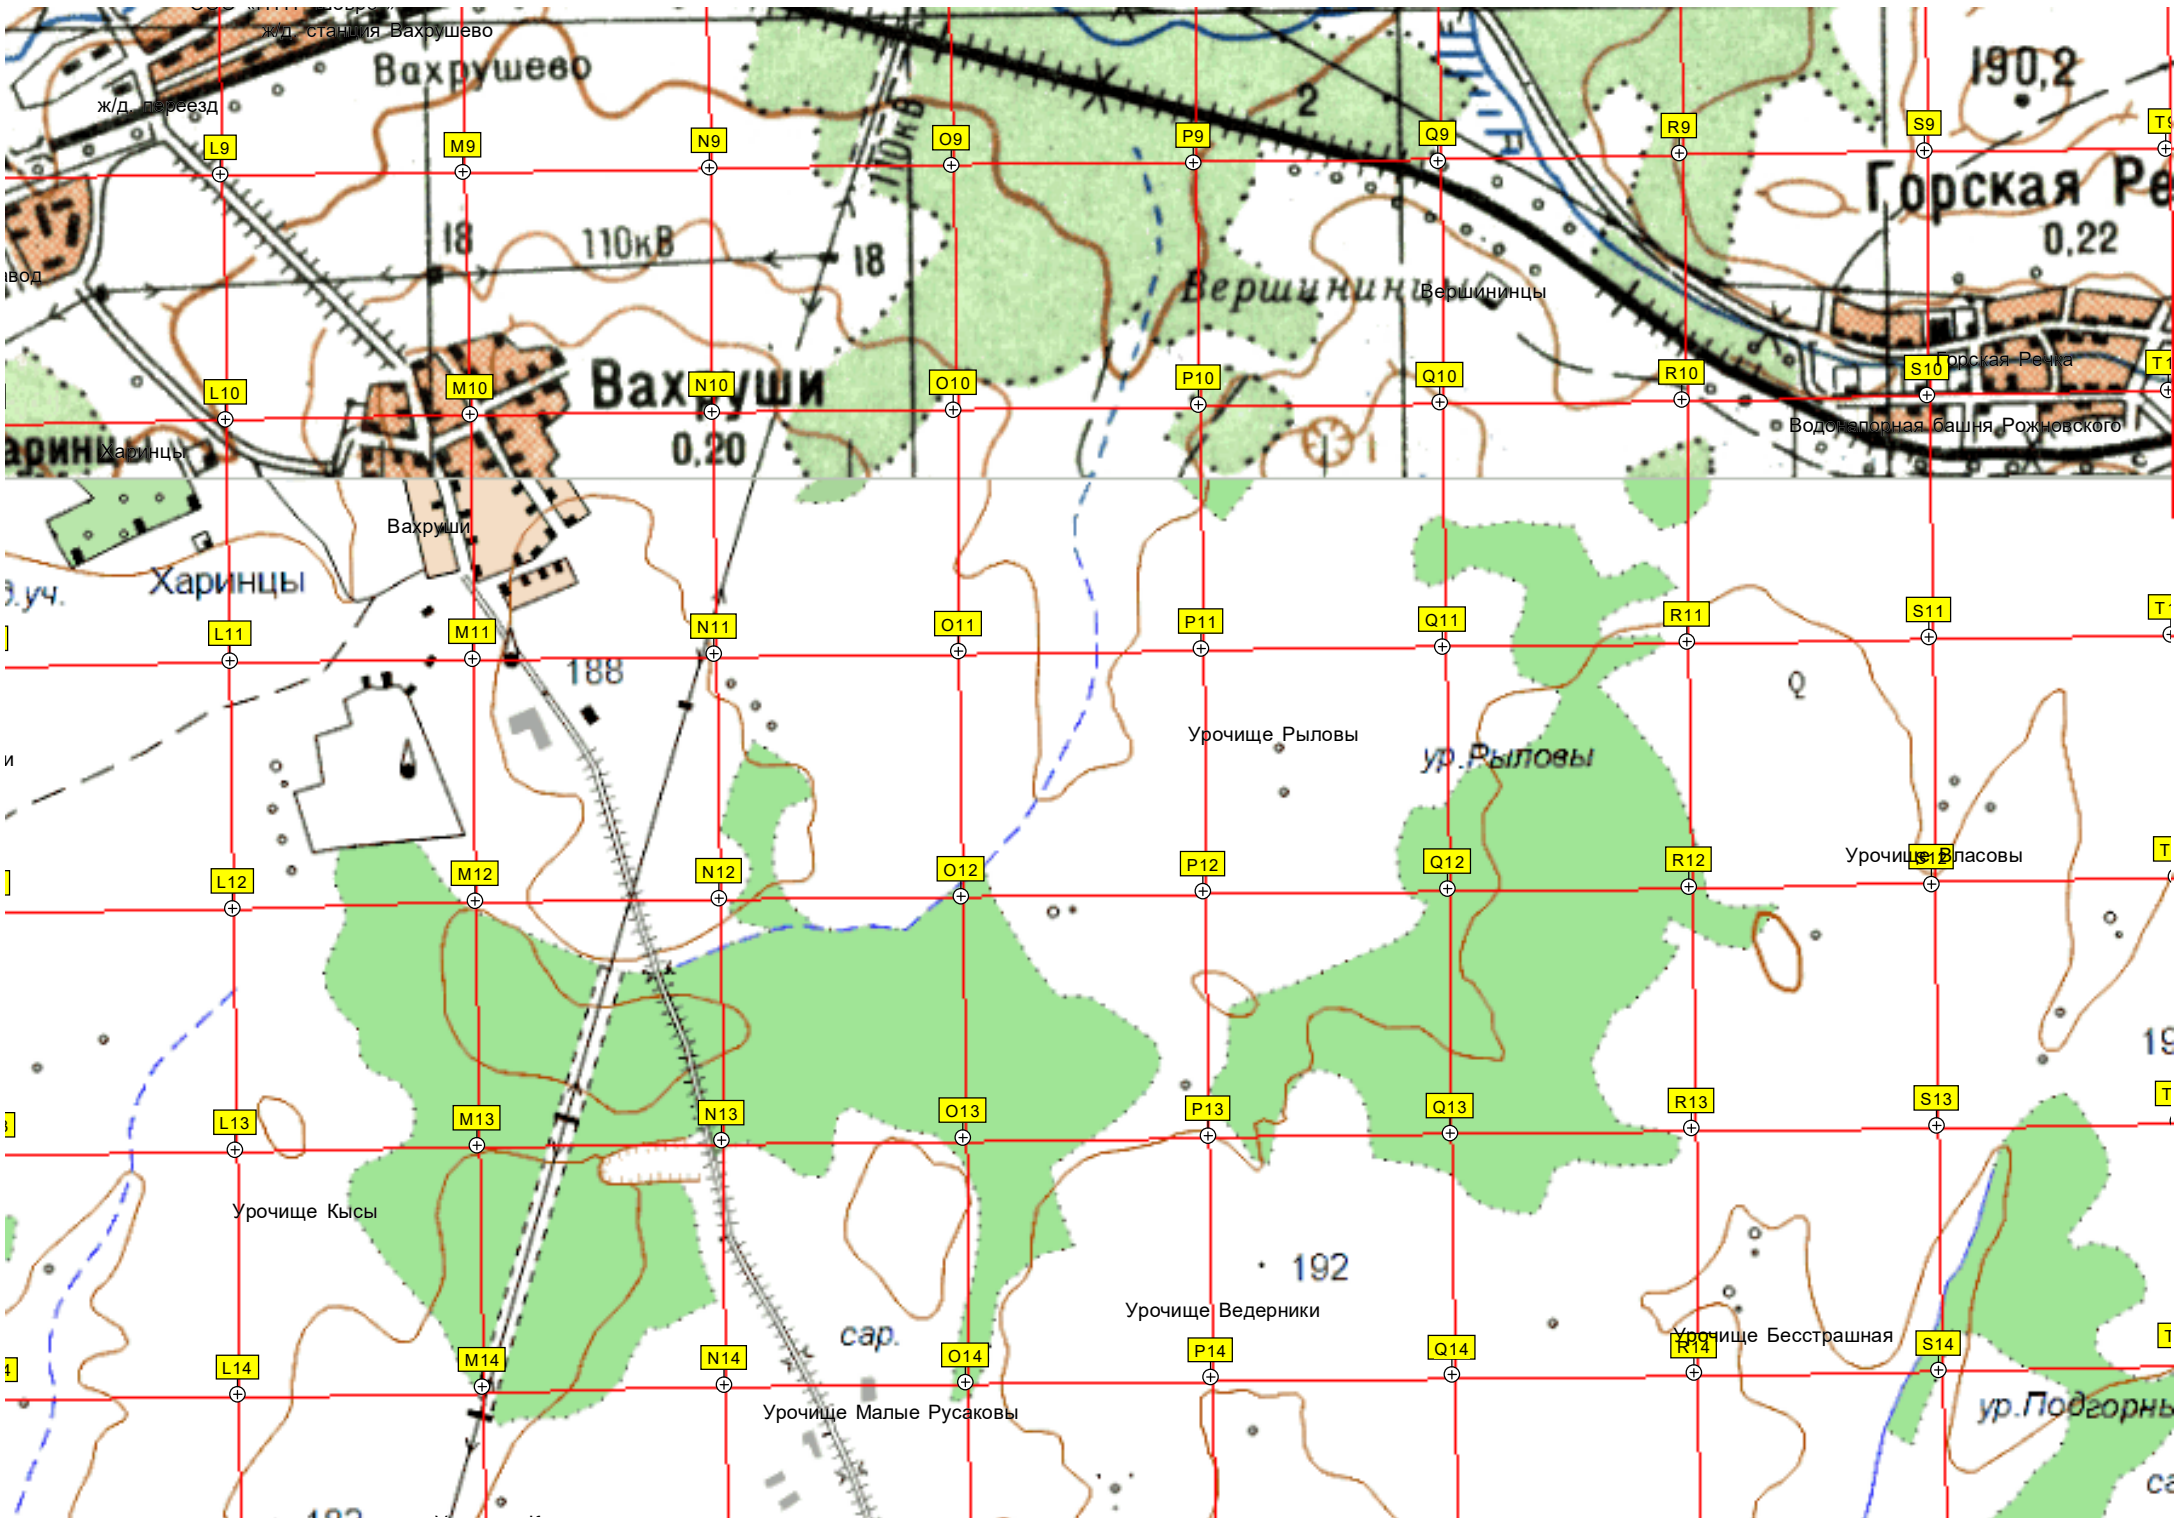 ж/д. станция Вахрушево
Вахрушево
190,2
ж/д. переезд
2
110кВ
L9
M9
N9
O9
P9
Q9
R9
S9
Горская Ре
0,22
18
110кВ
18
Вершининцы
L10
M10
N10
O10
P10
Q10
R10
S10
Горская Речка
Вахруши
0,20
Водонапорная башня Рожновского
Харинцы
Вахруши
Харинцы
L11
M11
N11
O11
P11
Q11
R11
S11
188
Урочище Рыловы
ур.Рыловы
L12
M12
N12
O12
P12
Q12
R12
S12
Урочище Власовы
L13
M13
N13
O13
P13
Q13
R13
S13
Урочище Кысы
192
Урочище Ведерники
сар.
Урочище Бесстрашная
L14
M14
N14
O14
P14
Q14
R14
S14
Урочище Малые Русаковы
ур.Подгорны